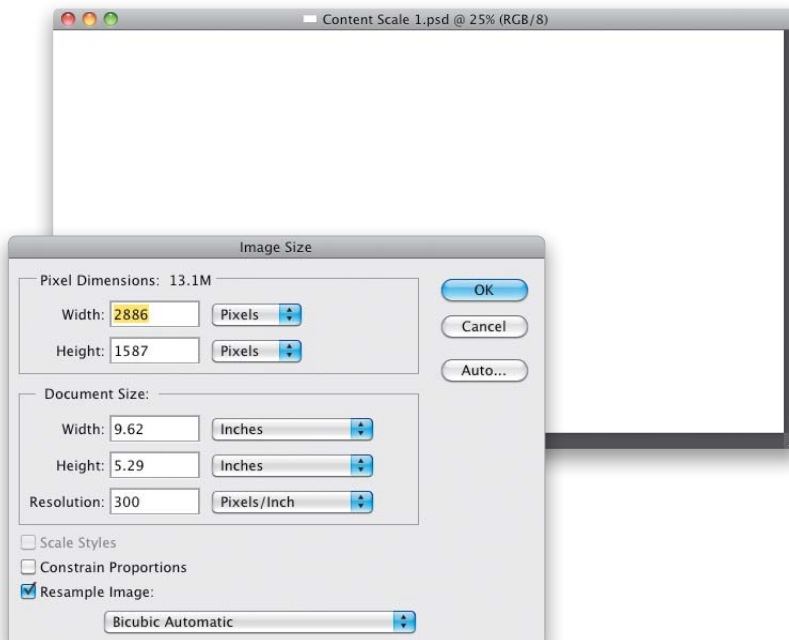 Content Scale 1.psd @ 25% (RGB/8)
Image Size
Pixel Dimensions: 13.1M
Width: 2886 Pixels
Height: 1587 Pixels
OK
Cancel
Auto...
Document Size:
Width: 9.62 Inches
Height: 5.29 Inches
Resolution: 300 Pixels/Inch
Scale Styles
Constrain Proportions
Resample Image:
Bicubic Automatic